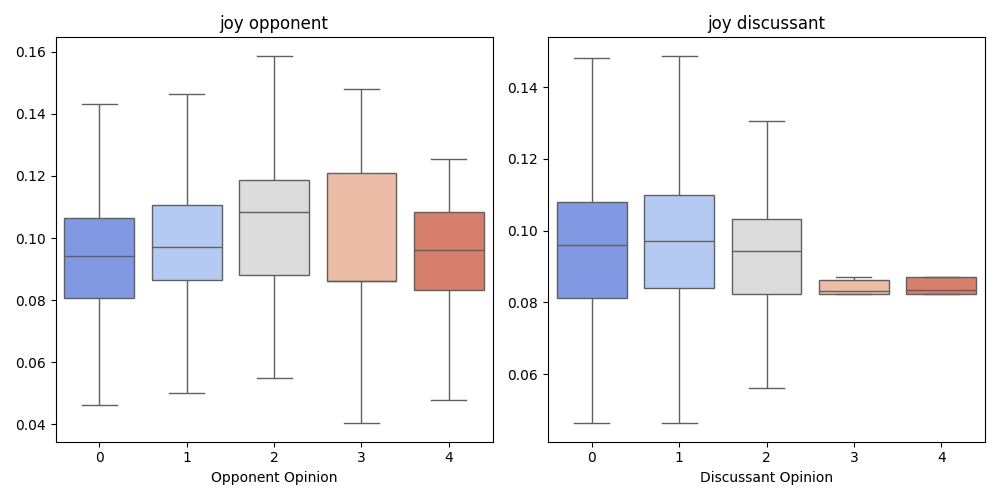 joy opponent
0.16
0.14
0.12
0.10
0.08
0.06
0.04
0 1 2 3 4
Opponent Opinion
joy discussant
0.14
0.12
0.10
0.08
0.06
0 1 2 3 4
Discussant Opinion